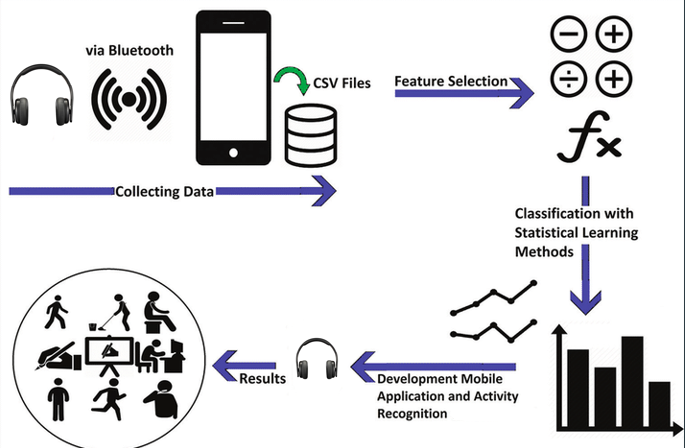 via Bluetooth
CSV Files
Feature Selection
fx
Collecting Data
Classification with
Statistical Learning
Methods
Results
Development Mobile
Application and Activity
Recognition